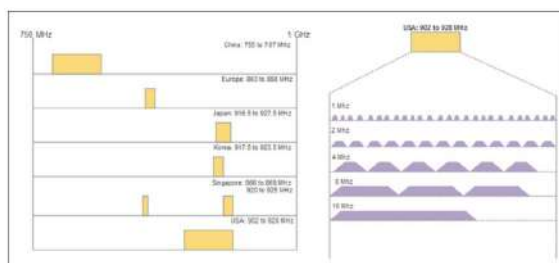 750 MHz
1 GHz
China: 755 to 787 MHz
Europe: 863 to 868 MHz
Japan: 916.5 to 927.5 MHz
Korea: 917.5 to 923.5 MHz
Singapore: 866 to 869 MHz
920 to 925 MHz
USA: 902 to 928 MHz
USA: 902 to 928 MHz
1 Mhz
2 Mhz
4 MHz
8 MHz
16 MHz